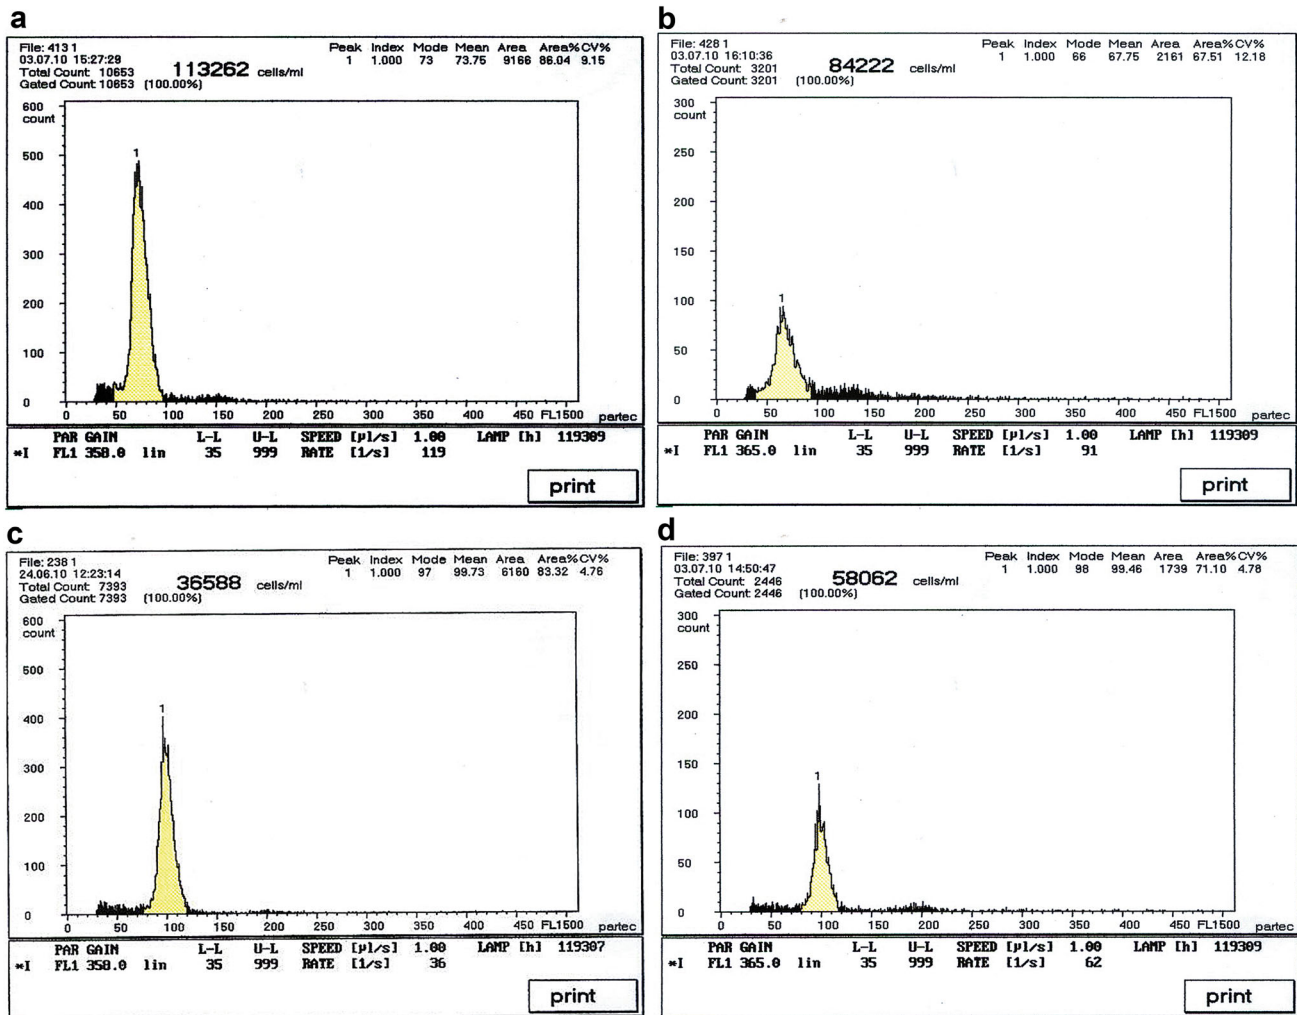 a
File: 413 1
03.07.10 15:27:29
Total Count: 10653 113262 cells/ml
Gated Count: 10653 (100.00%)
Peak Index Mode Mean Area Area% CV%
1 1.000 73 73.75 9166 86.04 9.15
600
count
500
400
300
200
100
0
0 50 100 150 200 250 300 350 400 450 FL1500 partec
PAR GAIN L-L U-L SPEED [µl/s] 1.00 LAMP [h] 119309
*I FL1 358.0 lin 35 999 RATE [1/s] 119
1
print
b
File: 428 1
03.07.10 16:10:36
Total Count: 3201 84222 cells/ml
Gated Count: 3201 (100.00%)
Peak Index Mode Mean Area Area% CV%
1 1.000 66 67.75 2161 67.51 12.18
300
count
250
200
150
100
50
0
0 50 100 150 200 250 300 350 400 450 FL1500 partec
PAR GAIN L-L U-L SPEED [µl/s] 1.00 LAMP [h] 119309
*I FL1 365.0 lin 35 999 RATE [1/s] 91
1
print
c
File: 238 1
24.06.10 12:23:14
Total Count: 7393 36588 cells/ml
Gated Count: 7393 (100.00%)
Peak Index Mode Mean Area Area% CV%
1 1.000 97 99.73 6160 83.32 4.76
600
count
500
400
300
200
100
0
0 50 100 150 200 250 300 350 400 450 FL1500 partec
PAR GAIN L-L U-L SPEED [µl/s] 1.00 LAMP [h] 119307
*I FL1 358.0 lin 35 999 RATE [1/s] 36
1
print
d
File: 397 1
03.07.10 14:50:47
Total Count: 2446 58062 cells/ml
Gated Count: 2446 (100.00%)
Peak Index Mode Mean Area Area% CV%
1 1.000 98 99.46 1739 71.10 4.78
300
count
250
200
150
100
50
0
0 50 100 150 200 250 300 350 400 450 FL1500 partec
PAR GAIN L-L U-L SPEED [µl/s] 1.00 LAMP [h] 119309
*I FL1 365.0 lin 35 999 RATE [1/s] 62
1
print